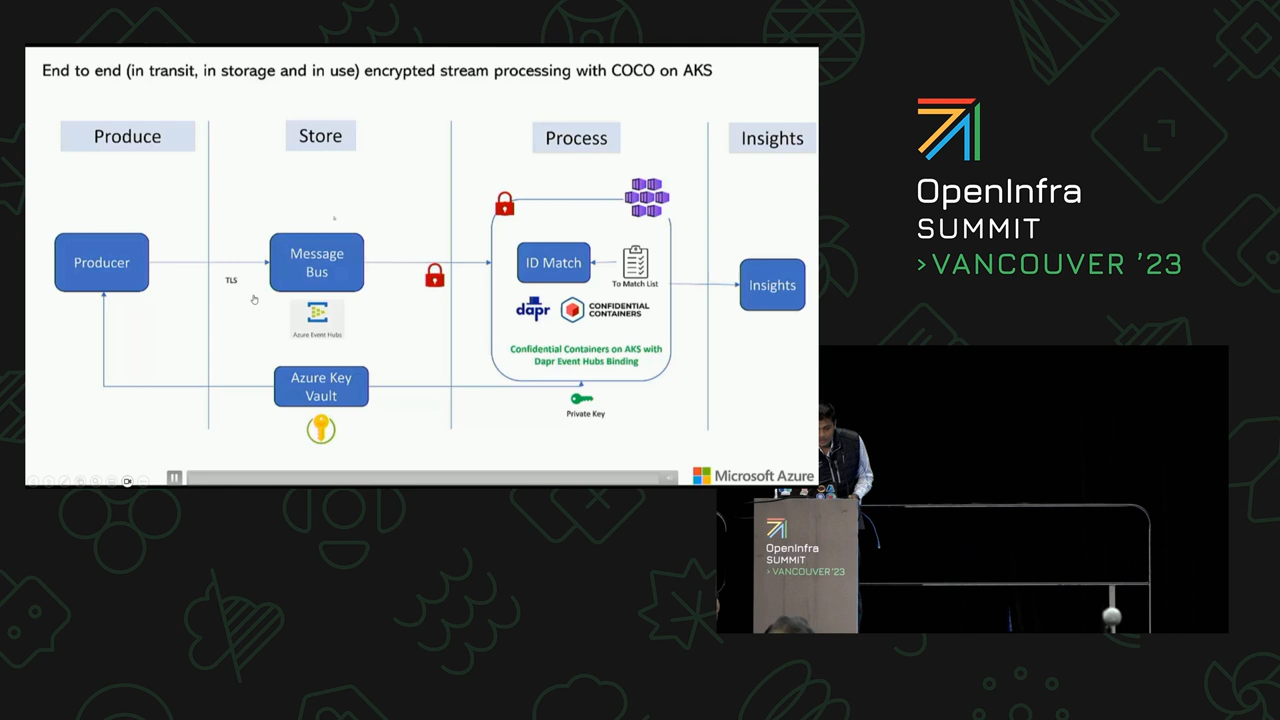 End to end (in transit, in storage and in use) encrypted stream processing with COCO on AKS
Produce
Store
Process
Insights
Producer
TLS
Message
Bus
Azure Event Hubs
ID Match
To Match List
dapr
CONFIDENTIAL
CONTAINERS
Confidential Containers on AKS with
Dapr Event Hubs Binding
Insights
Azure Key
Vault
Private Key
Microsoft Azure
OpenInfra
SUMMIT
>VANCOUVER '23
OpenInfra
SUMMIT
>VANCOUVER '23